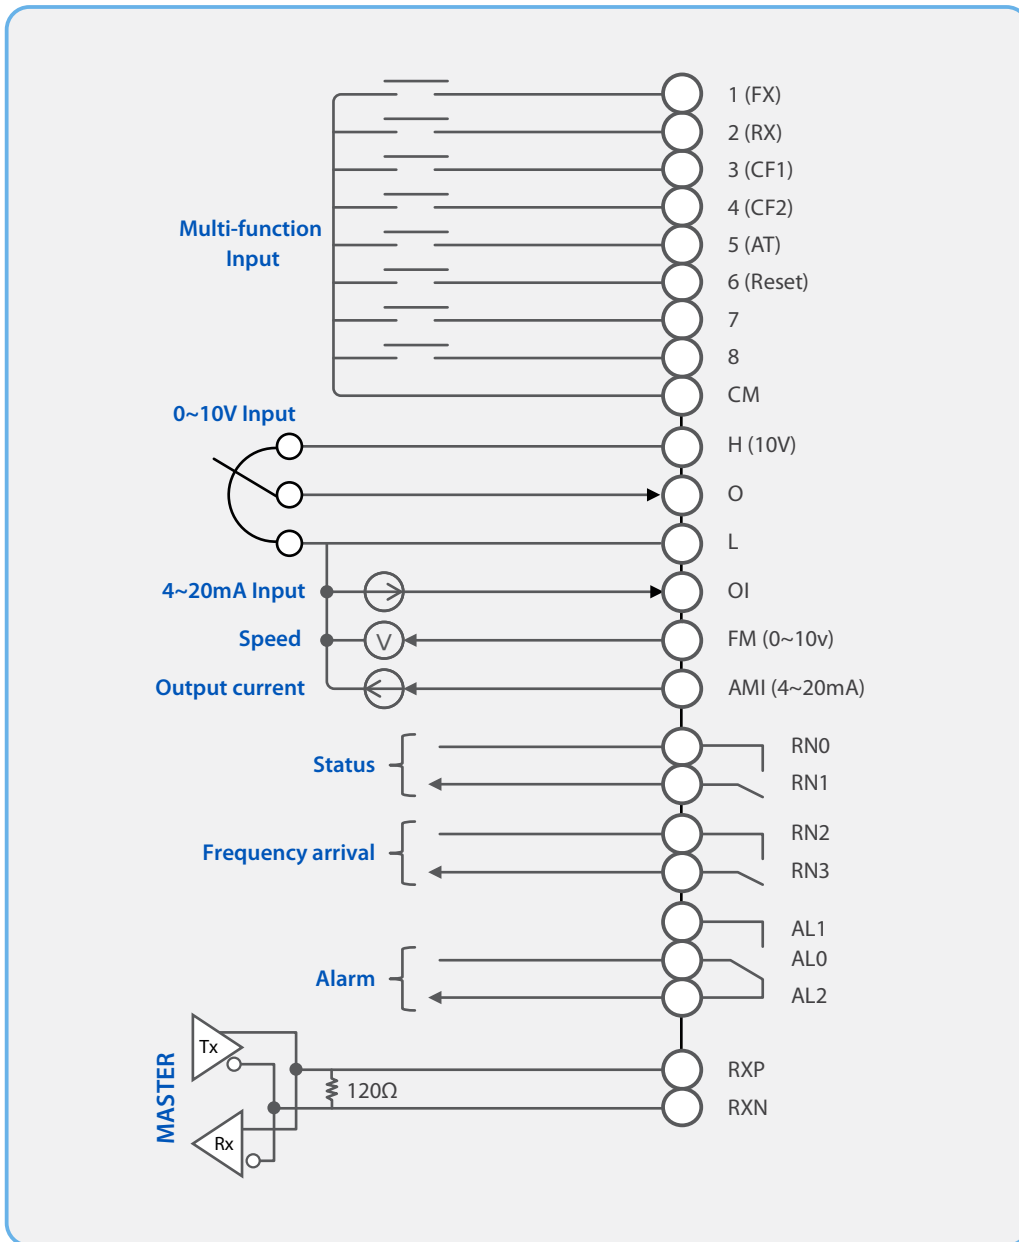 1 (FX)
2 (RX)
3 (CF1)
4 (CF2)
Multi-function
Input
5 (AT)
6 (Reset)
7
8
CM
0~10V Input
H (10V)
O
L
4~20mA Input
OI
Speed
V
FM (0~10v)
Output current
AMI (4~20mA)
Status
RN0
RN1
Frequency arrival
RN2
RN3
Alarm
AL1
AL0
AL2
MASTER
Tx
Rx
120Ω
RXP
RXN